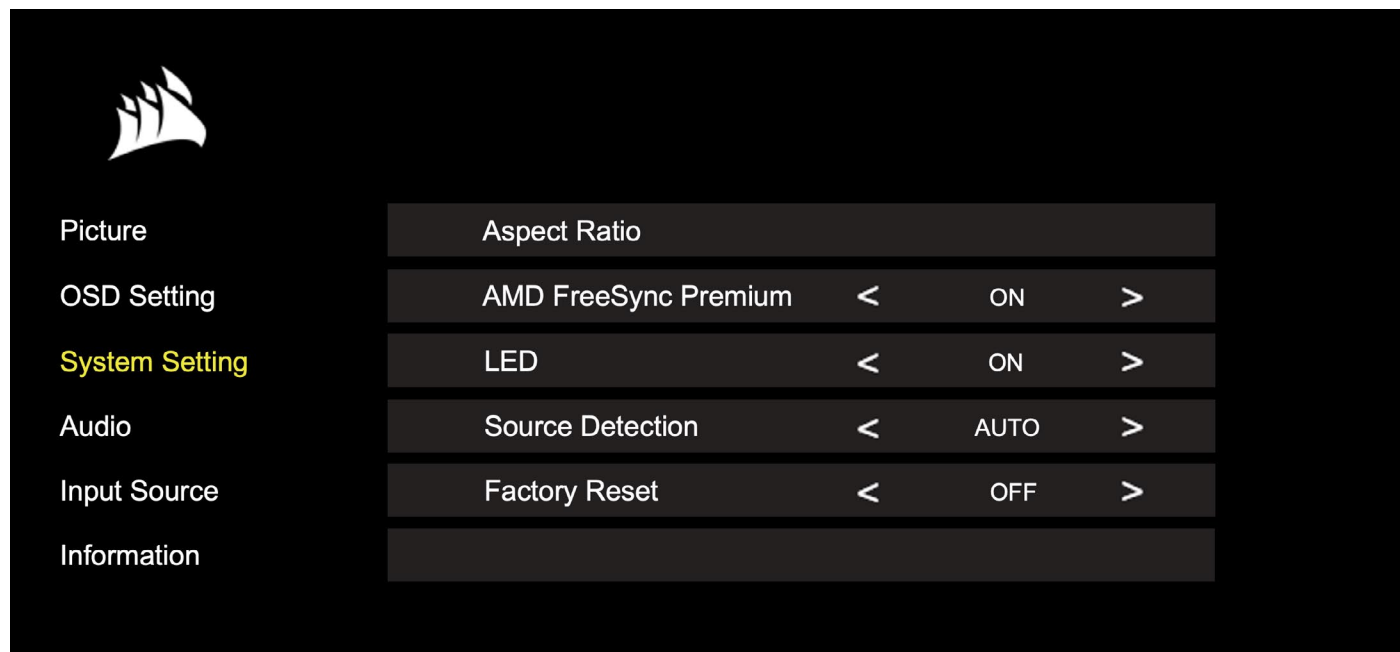 Picture Aspect Ratio
OSD Setting AMD FreeSync Premium < ON >
System Setting LED < ON >
Audio Source Detection < AUTO >
Input Source Factory Reset < OFF >
Information